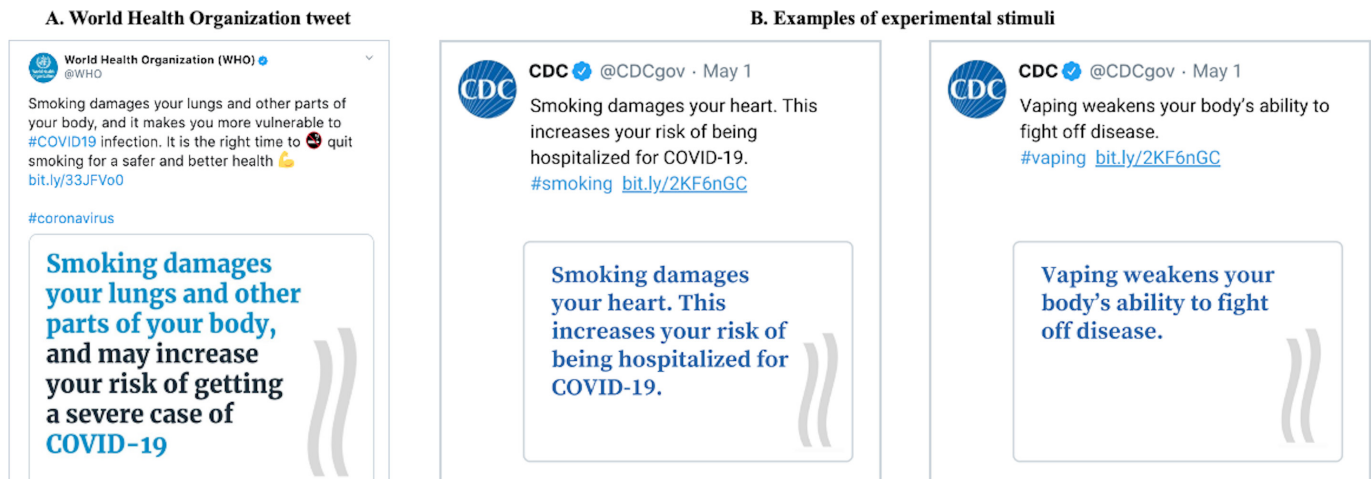 A. World Health Organization tweet
B. Examples of experimental stimuli
World Health Organization (WHO)
@WHO
Smoking damages your lungs and other parts of
your body, and it makes you more vulnerable to
#COVID19 infection. It is the right time to 🚭 quit
smoking for a safer and better health 💪
bit.ly/33JFVo0
#coronavirus
Smoking damages
your lungs and other
parts of your body,
and may increase
your risk of getting
a severe case of
COVID-19
CDC
CDC @CDCgov · May 1
Smoking damages your heart. This
increases your risk of being
hospitalized for COVID-19.
#smoking bit.ly/2KF6nGC
Smoking damages
your heart. This
increases your risk of
being hospitalized for
COVID-19.
CDC
CDC @CDCgov · May 1
Vaping weakens your body's ability to
fight off disease.
#vaping bit.ly/2KF6nGC
Vaping weakens your
body's ability to fight
off disease.